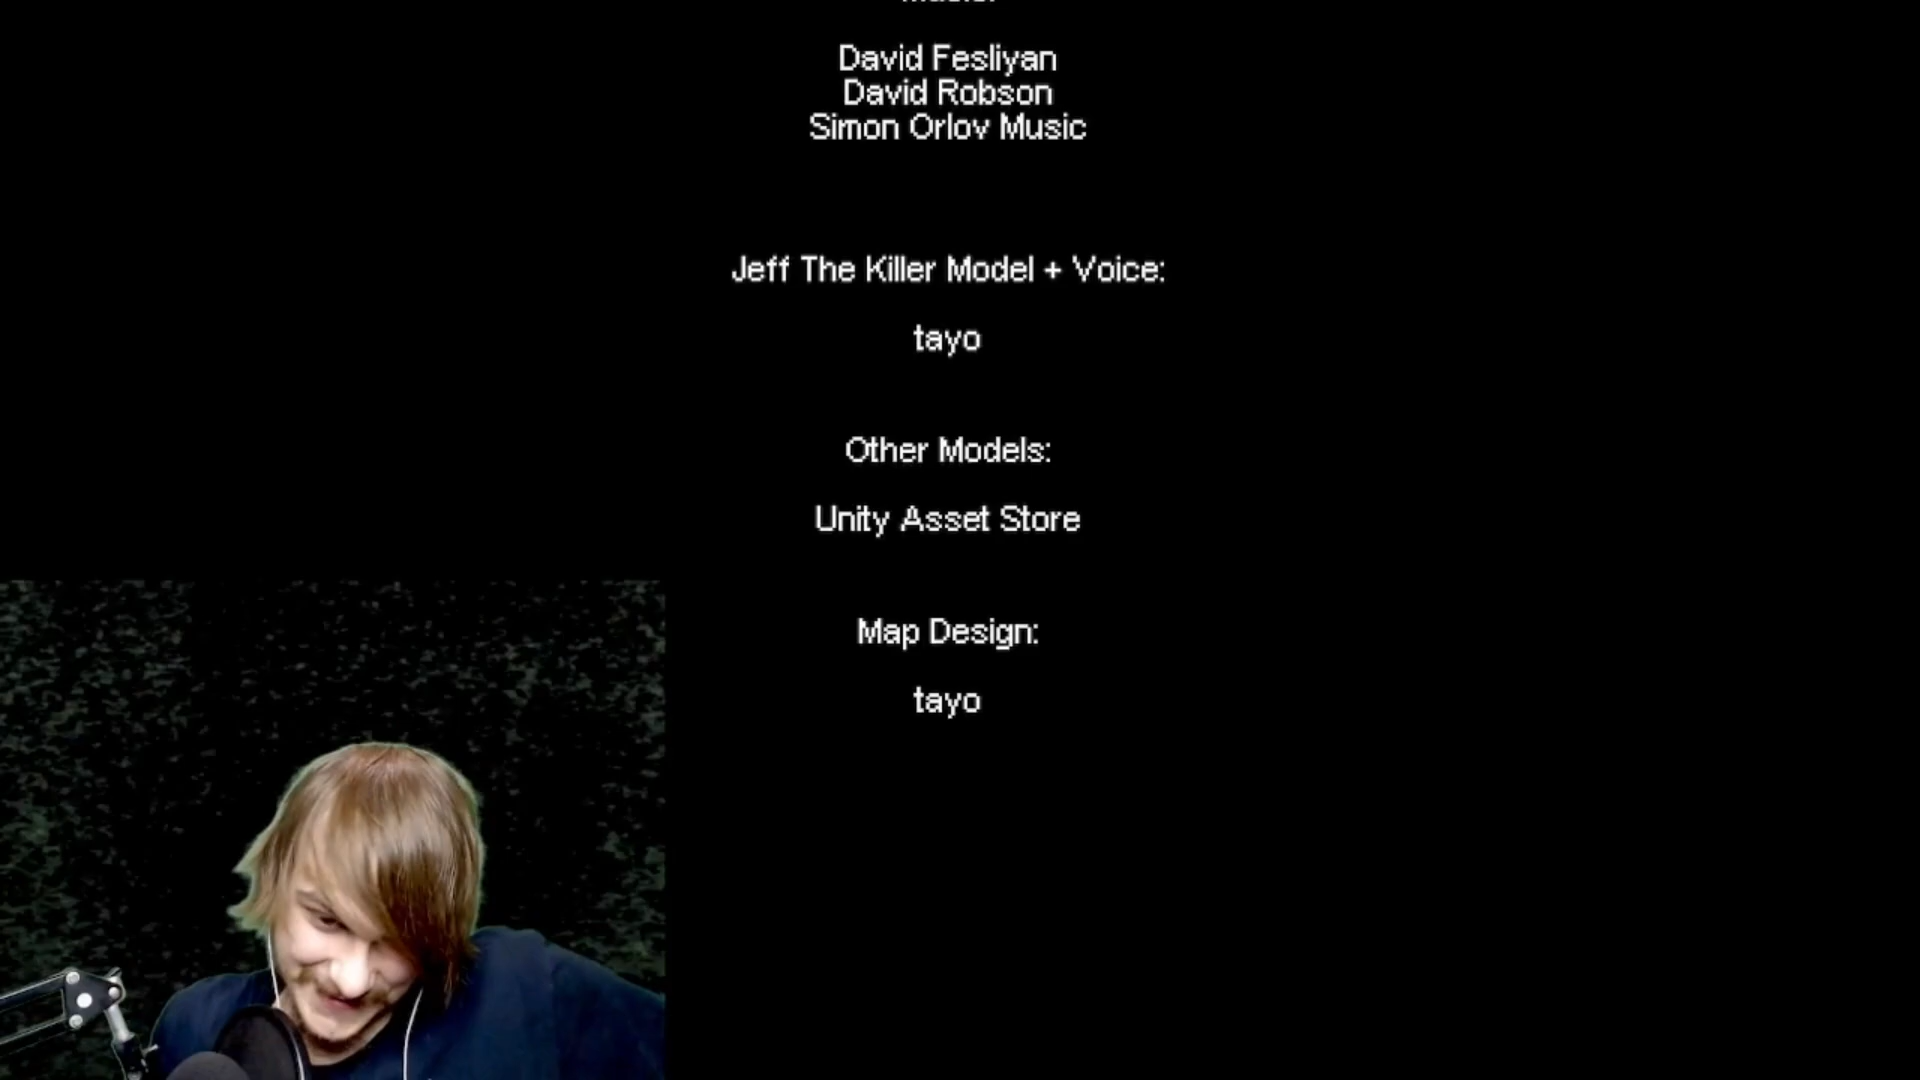 David Fesliyan
David Robson
Simon Orlov Music
Jeff The Killer Model + Voice:
tayo
Other Models:
Unity Asset Store
Map Design:
tayo